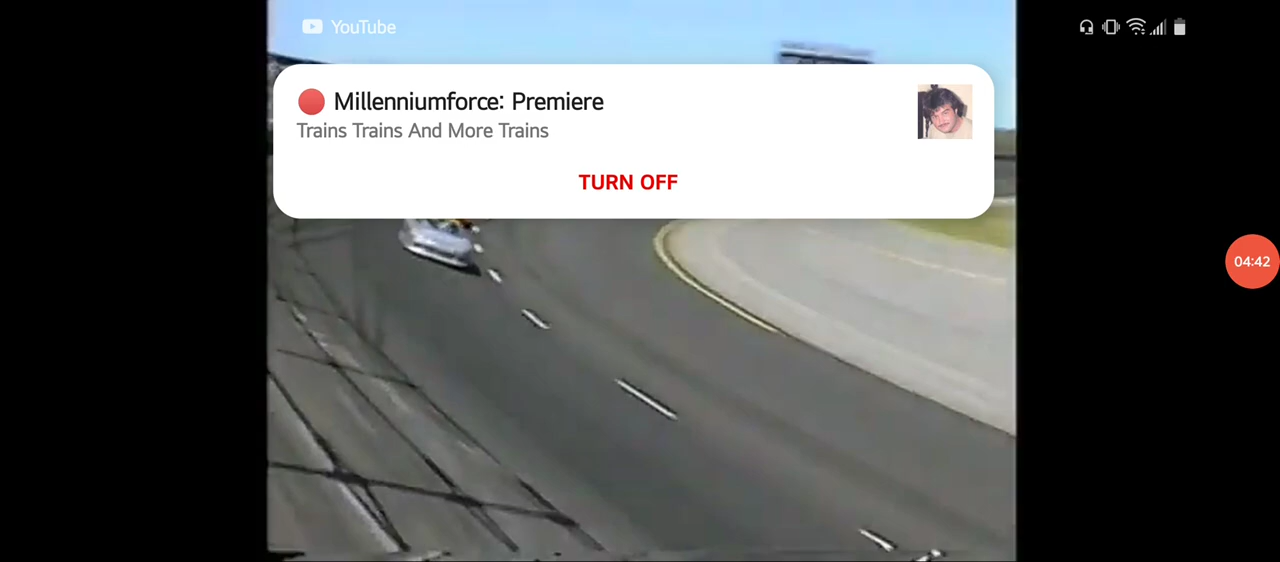 YouTube
Millenniumforce: Premiere
Trains Trains And More Trains
TURN OFF
04:42